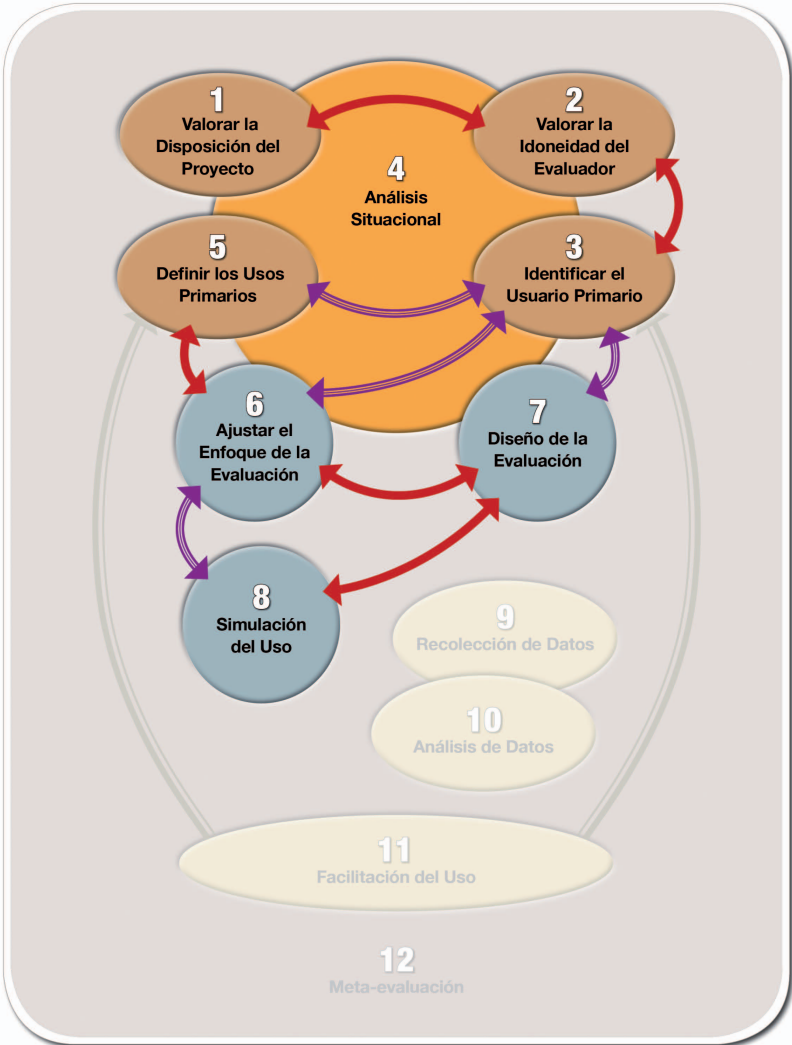 1
Valorar la
Disposición del
Proyecto
2
Valorar la
Idoneidad del
Evaluador
4
Análisis
Situacional
5
Definir los Usos
Primarios
3
Identificar el
Usuario Primario
6
Ajustar el
Enfoque de la
Evaluación
7
Diseño de la
Evaluación
8
Simulación
del Uso
9
Recolección de Datos
10
Análisis de Datos
11
Facilitación del Uso
12
Meta-evaluación